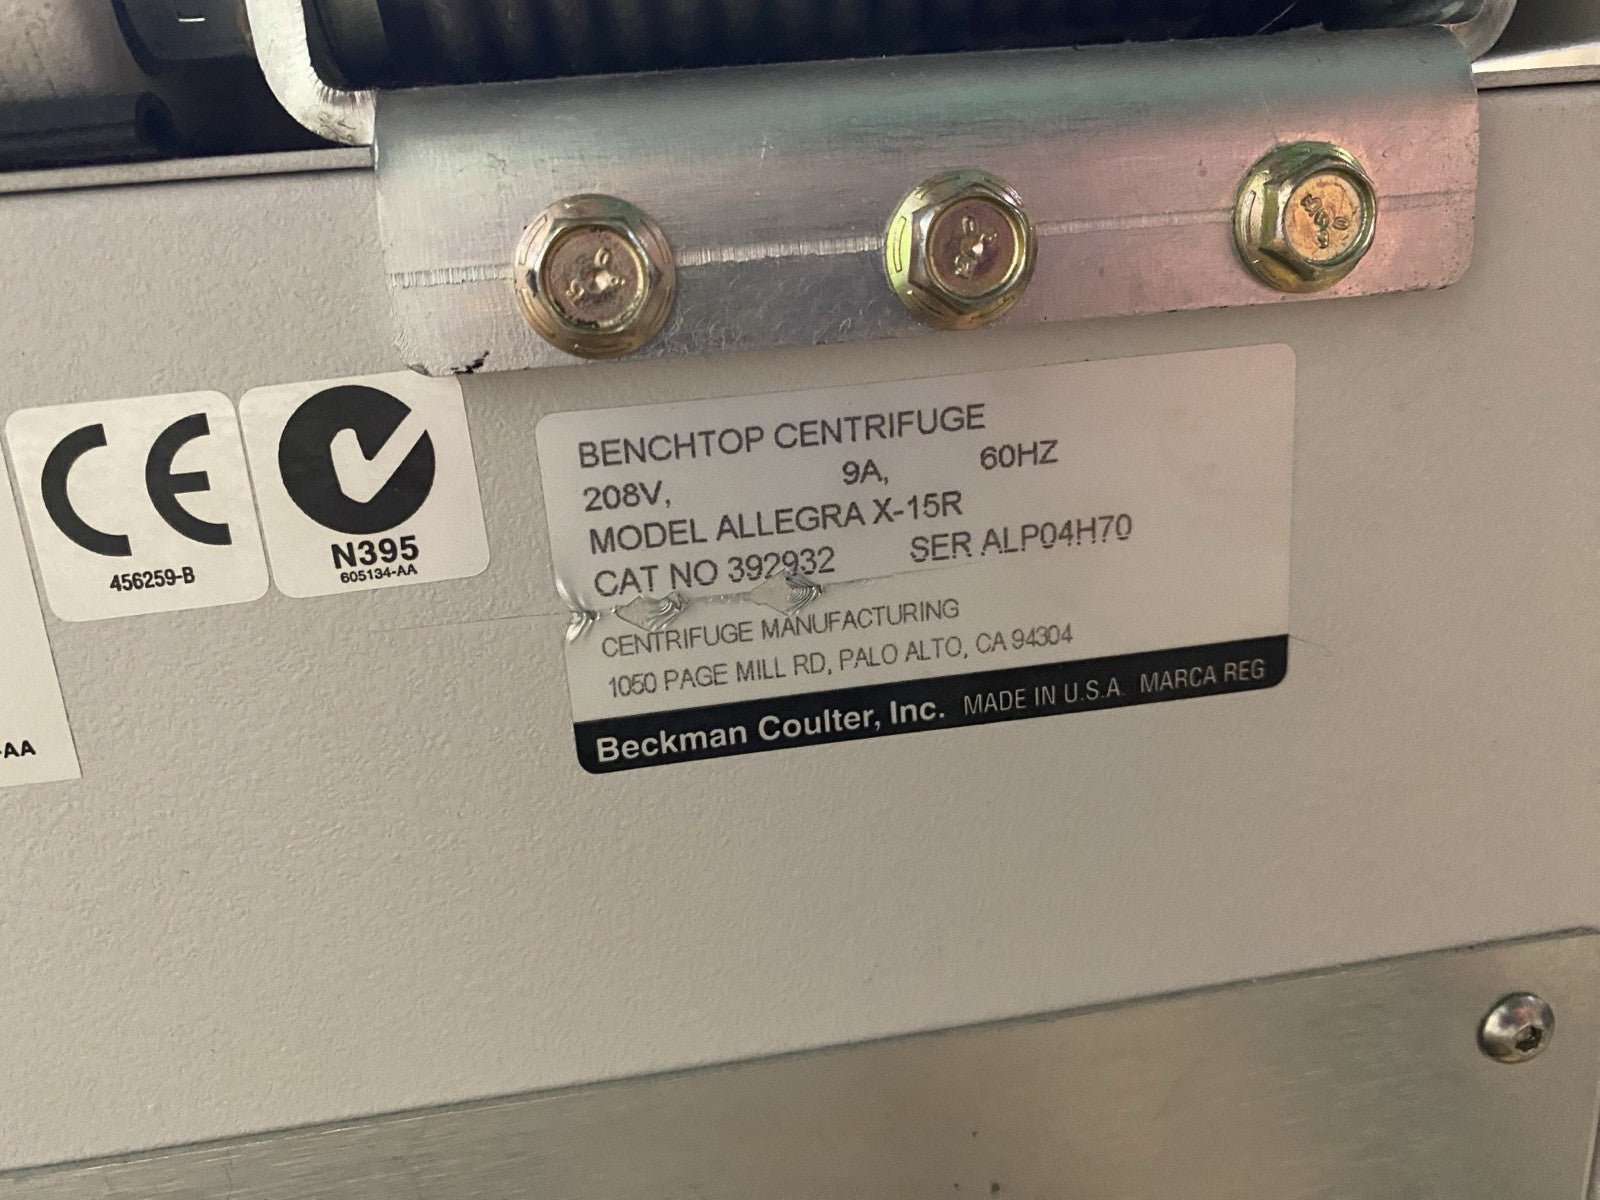 CE
456259-B
N395
605134-AA
-AA
BENCHTOP CENTRIFUGE
208V, 9A, 60HZ
MODEL ALLEGRA X-15R
CAT NO 392932 SER ALP04H70
CENTRIFUGE MANUFACTURING
1050 PAGE MILL RD, PALO ALTO, CA 94304
Beckman Coulter, Inc. MADE IN U.S.A. MARCA REG